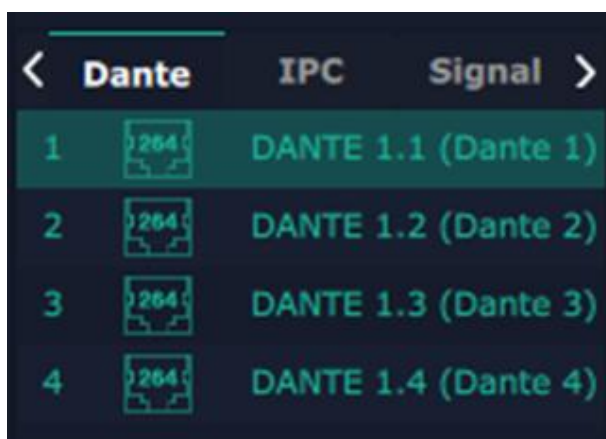 Dante IPC Signal
1 264 DANTE 1.1 (Dante 1)
2 264 DANTE 1.2 (Dante 2)
3 264 DANTE 1.3 (Dante 3)
4 264 DANTE 1.4 (Dante 4)